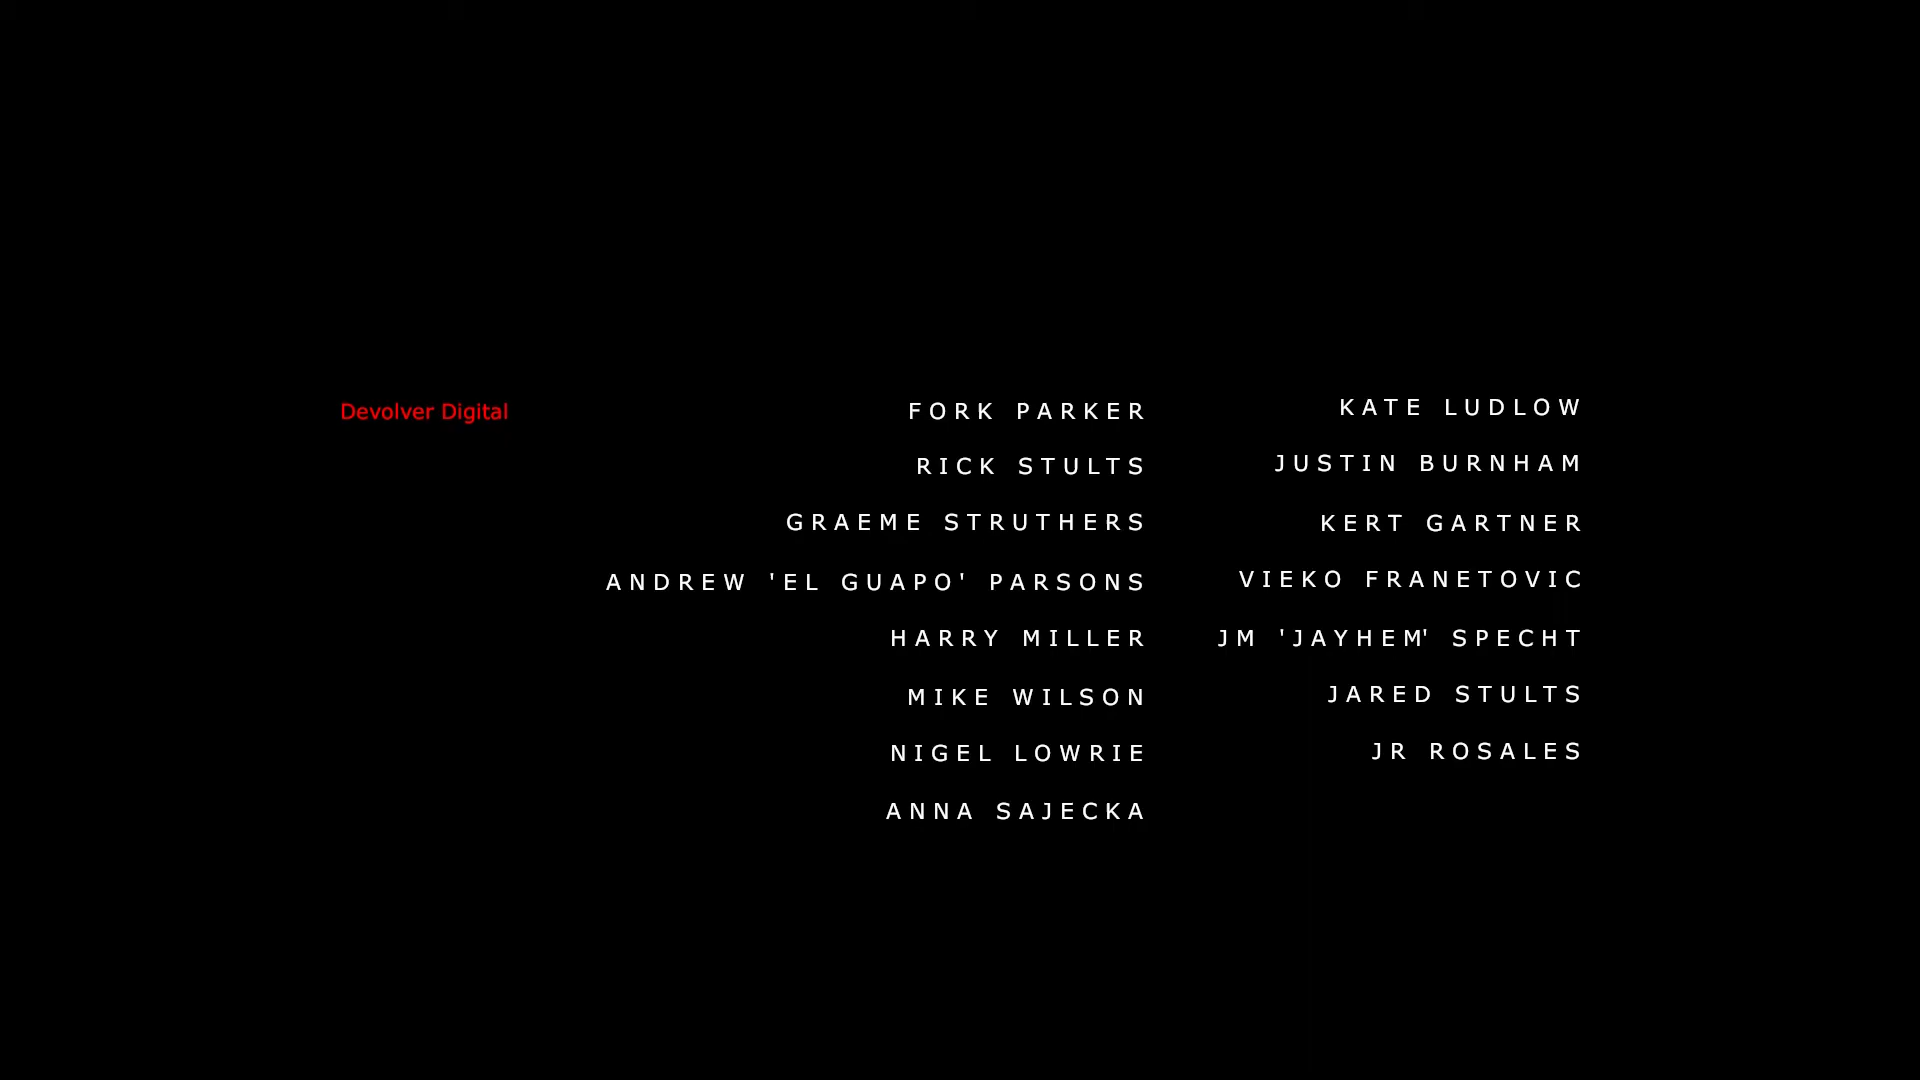 Devolver Digital
FORK PARKER
RICK STULTS
GRAEME STRUTHERS
ANDREW 'EL GUAPO' PARSONS
HARRY MILLER
MIKE WILSON
NIGEL LOWRIE
ANNA SAJECKA
KATE LUDLOW
JUSTIN BURNHAM
KERT GARTNER
VIEKO FRANETOVIC
JM 'JAYHEM' SPECHT
JARED STULTS
JR ROSALES